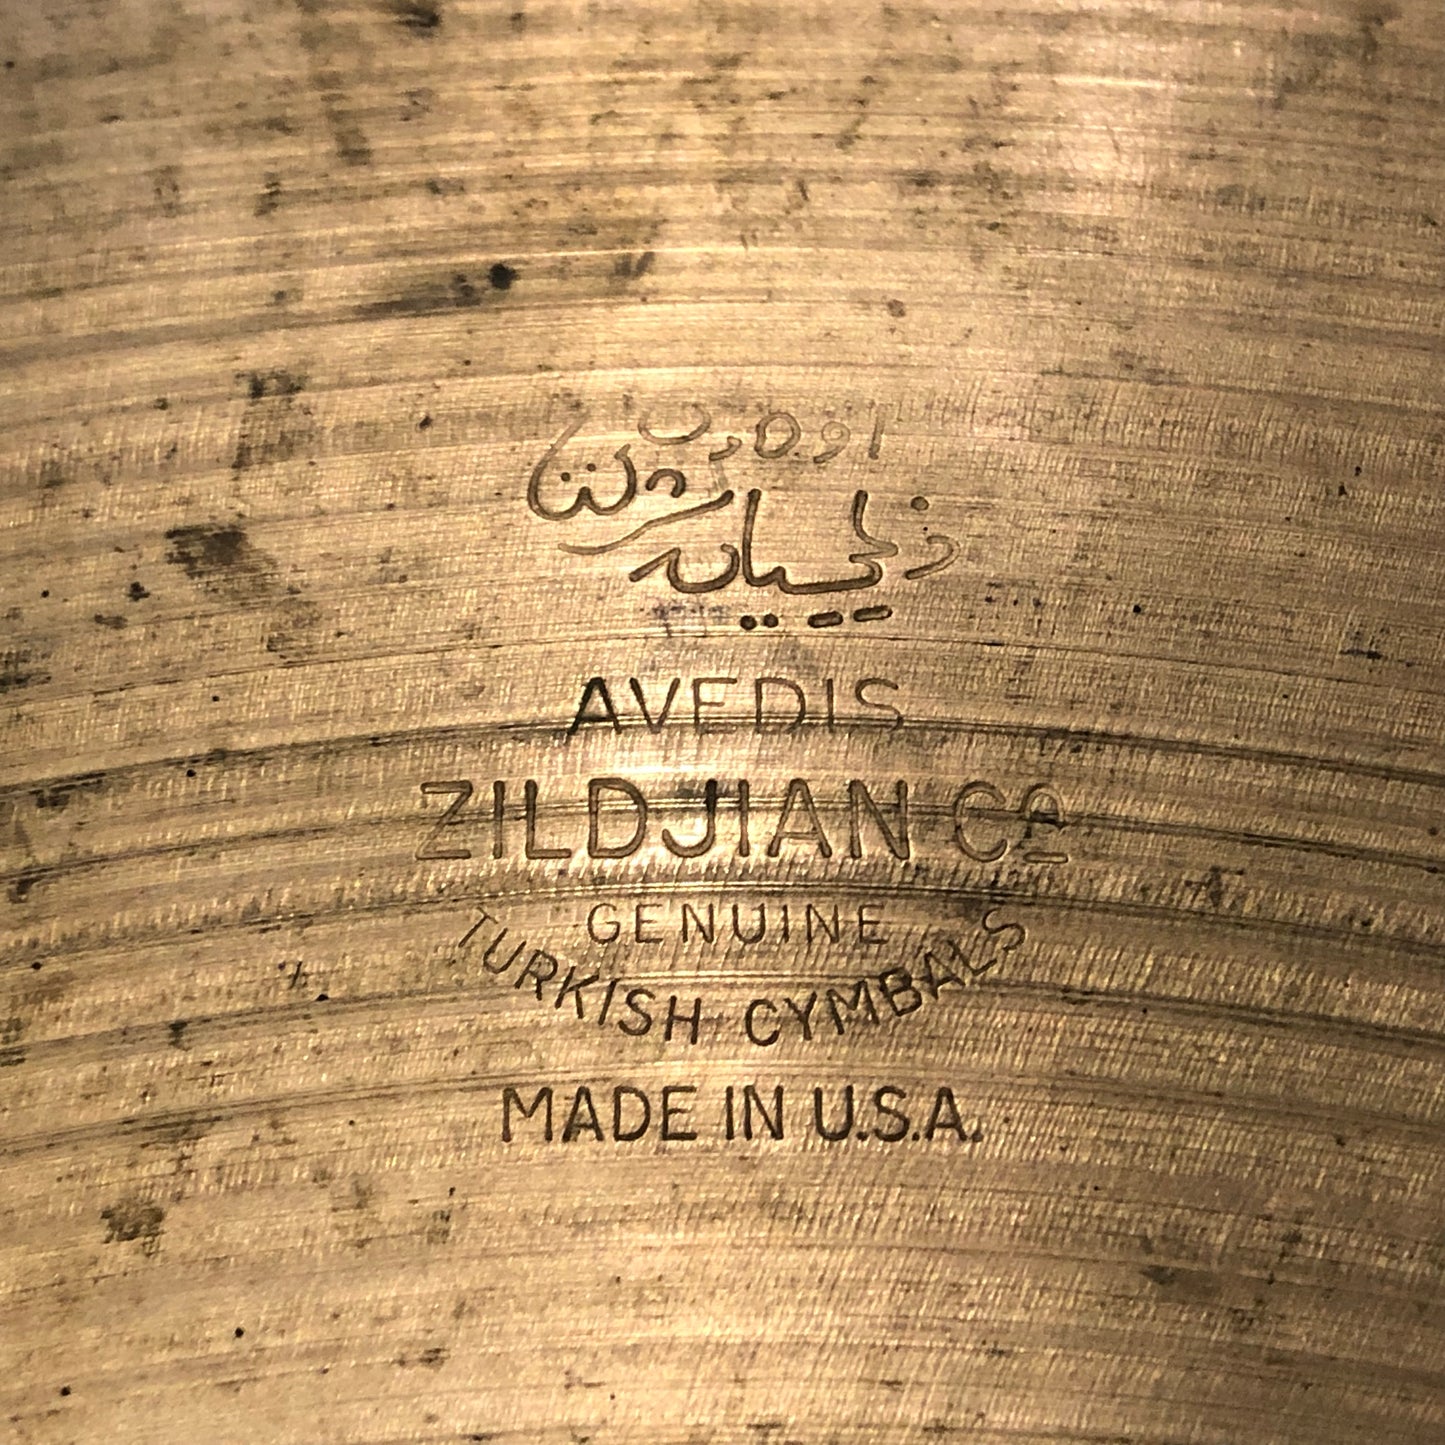 AVEDIS
ZILDJIAN Co
GENUINE
TURKISH CYMBALS
MADE IN U.S.A.